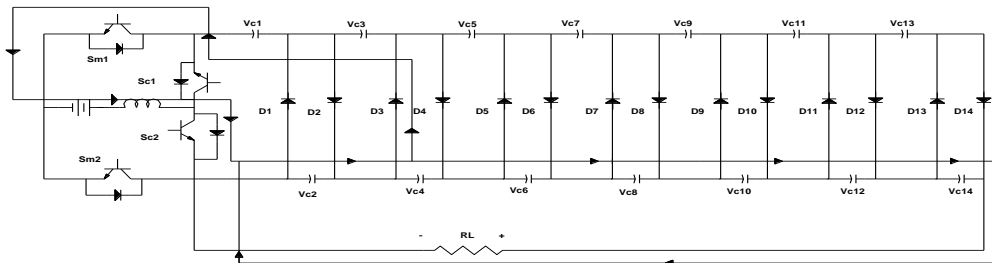 Vc1 Vc3 Vc5 Vc7 Vc9 Vc11 Vc13
Sm1
Sc1
D1 D2 D3 D4 D5 D6 D7 D8 D9 D10 D11 D12 D13 D14
Sc2
Sm2
Vc2 Vc4 Vc6 Vc8 Vc10 Vc12 Vc14
- RL +